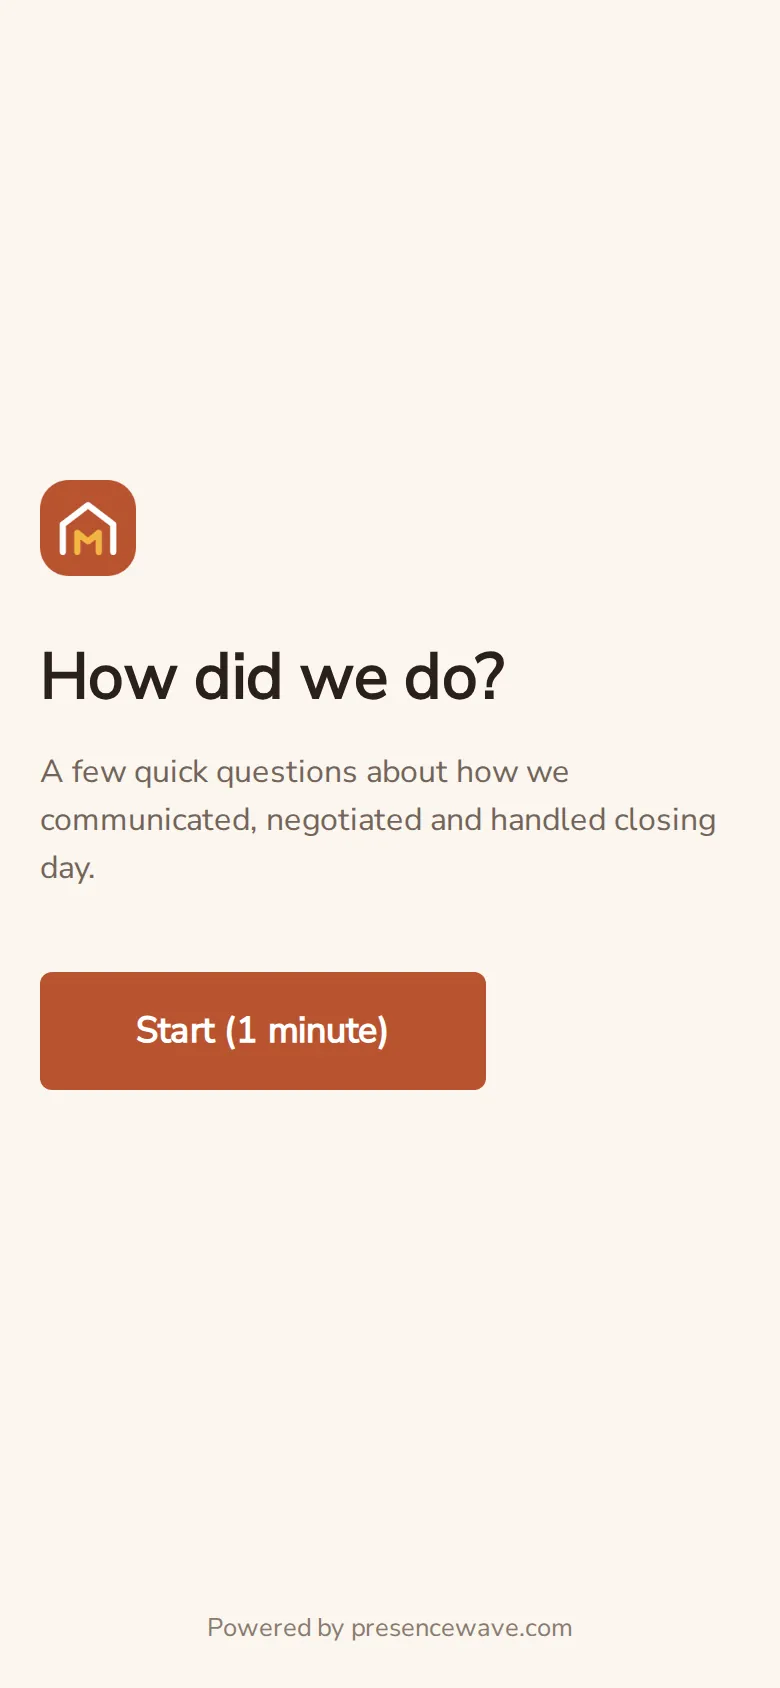 M
How did we do?
A few quick questions about how we
communicated, negotiated and handled closing
day.
Start (1 minute)
Powered by presencewave.com